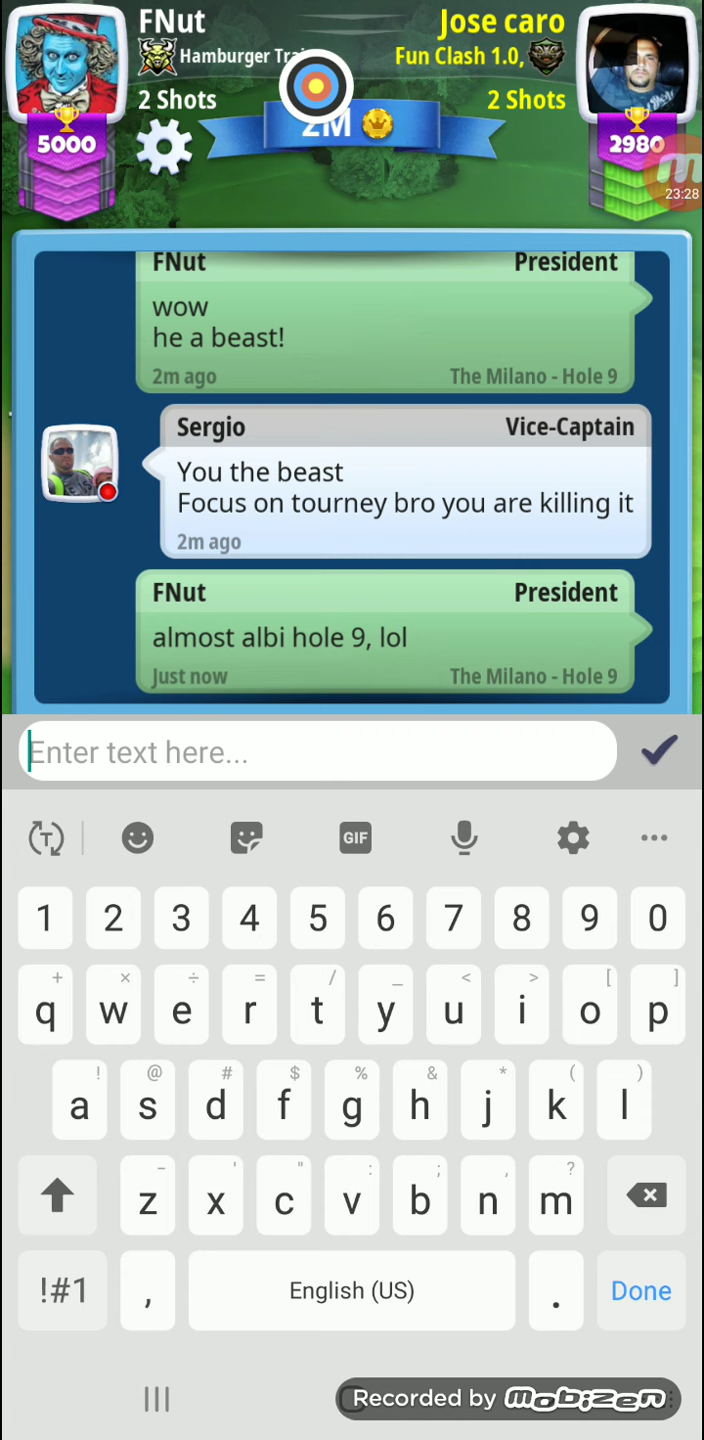 FNut
Jose caro
Hamburger Trai
Fun Clash 1.0,
2 Shots
2 Shots
2M
5000
2980
23:28
FNut President
wow
he a beast!
2m ago The Milano - Hole 9
Sergio Vice-Captain
You the beast
Focus on tourney bro you are killing it
2m ago
FNut President
almost albi hole 9, lol
Just now The Milano - Hole 9
Enter text here...
T GIF
1 2 3 4 5 6 7 8 9 0
+ × ÷ = / _ < > [ ]
q w e r t y u i o p
! @ # $ % & * ( )
a s d f g h j k l
- ' " : ; , ?
z x c v b n m
!#1 , English (US) . Done
Recorded by mobizen